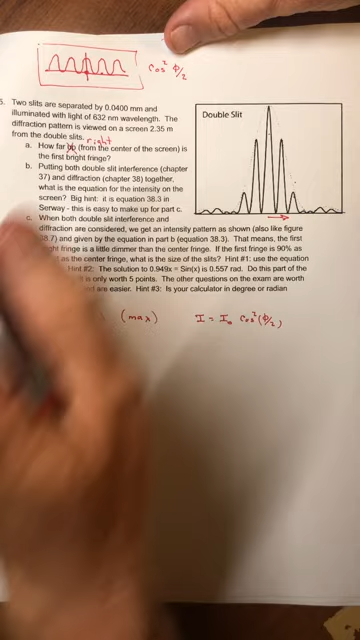 cos² φ/2
5. Two slits are separated by 0.0400 mm and
illuminated with light of 632 nm wavelength. The
diffraction pattern is viewed on a screen 2.35 m
from the double slits.
right
a. How far up (from the center of the screen) is
the first bright fringe?
b. Putting both double slit interference (chapter
37) and diffraction (chapter 38) together,
what is the equation for the intensity on the
screen? Big hint: it is equation 38.3 in
Serway - this is easy to make up for part c.
c. When both double slit interference and
diffraction are considered, we get an intensity pattern as shown (also like figure
38.7) and given by the equation in part b (equation 38.3). That means, the first
fringe is a little dimmer than the center fringe. If the first fringe is 90% as
as the center fringe, what is the size of the slits? Hint #1: use the equation
Hint #2: The solution to 0.949x = Sin(x) is 0.557 rad. Do this part of the
is only worth 5 points. The other questions on the exam are worth
are easier. Hint #3: Is your calculator in degree or radian
Double Slit
(max)
I = I₀ cos²(φ/2)